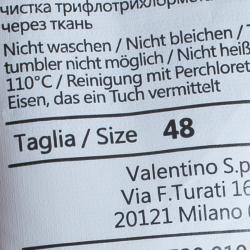 чистка трифлотрихлормета
через ткань
Nicht waschen / Nicht bleichen /
tumbler nicht möglich / Nicht heiß
110°C / Reinigung mit Perchloret
Eisen, das ein Tuch vermittelt
Taglia / Size 48
Valentino S.p
Via F.Turati 16
20121 Milano